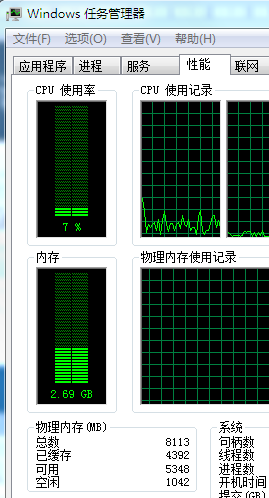 Windows 任务管理器
文件(F) 选项(O) 查看(V) 帮助(H)
应用程序 进程 服务 性能 联网
CPU 使用率 CPU 使用记录
7 %
内存 物理内存使用记录
2.69 GB
物理内存(MB) 系统
总数 8113 句柄数
已缓存 4392 线程数
可用 5348 进程数
空闲 1042 开机时间
提交(GB)